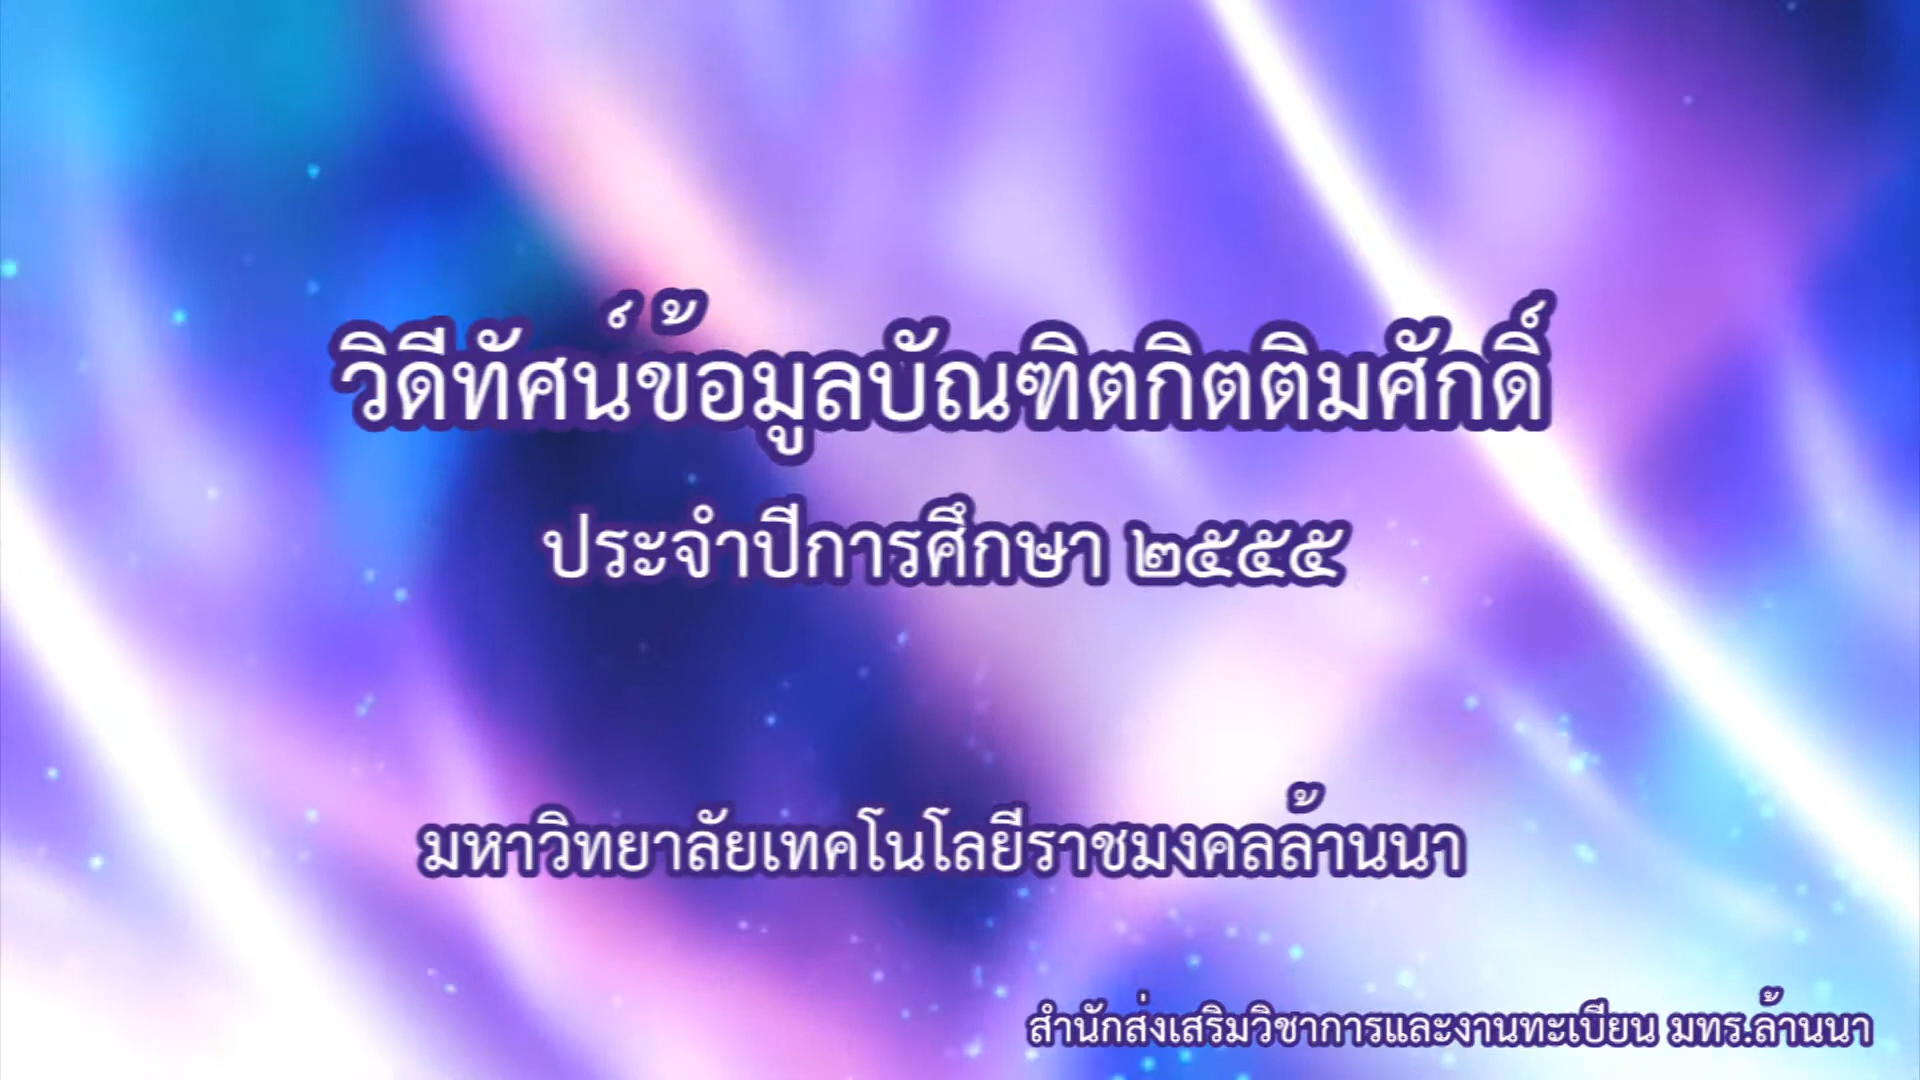 วิดีทัศน์ข้อมูลบัณฑิตกิตติมศักดิ์
ประจำปีการศึกษา ๒๕๕๕
มหาวิทยาลัยเทคโนโลยีราชมงคลล้านนา
สำนักส่งเสริมวิชาการและงานทะเบียน มทร.ล้านนา